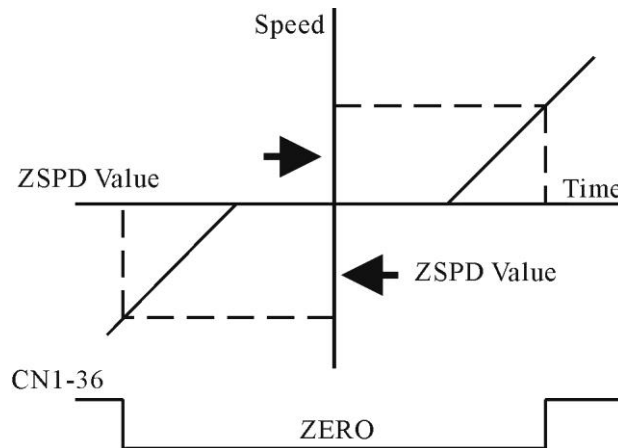 Speed
ZSPD Value
Time
ZSPD Value
CN1-36
ZERO